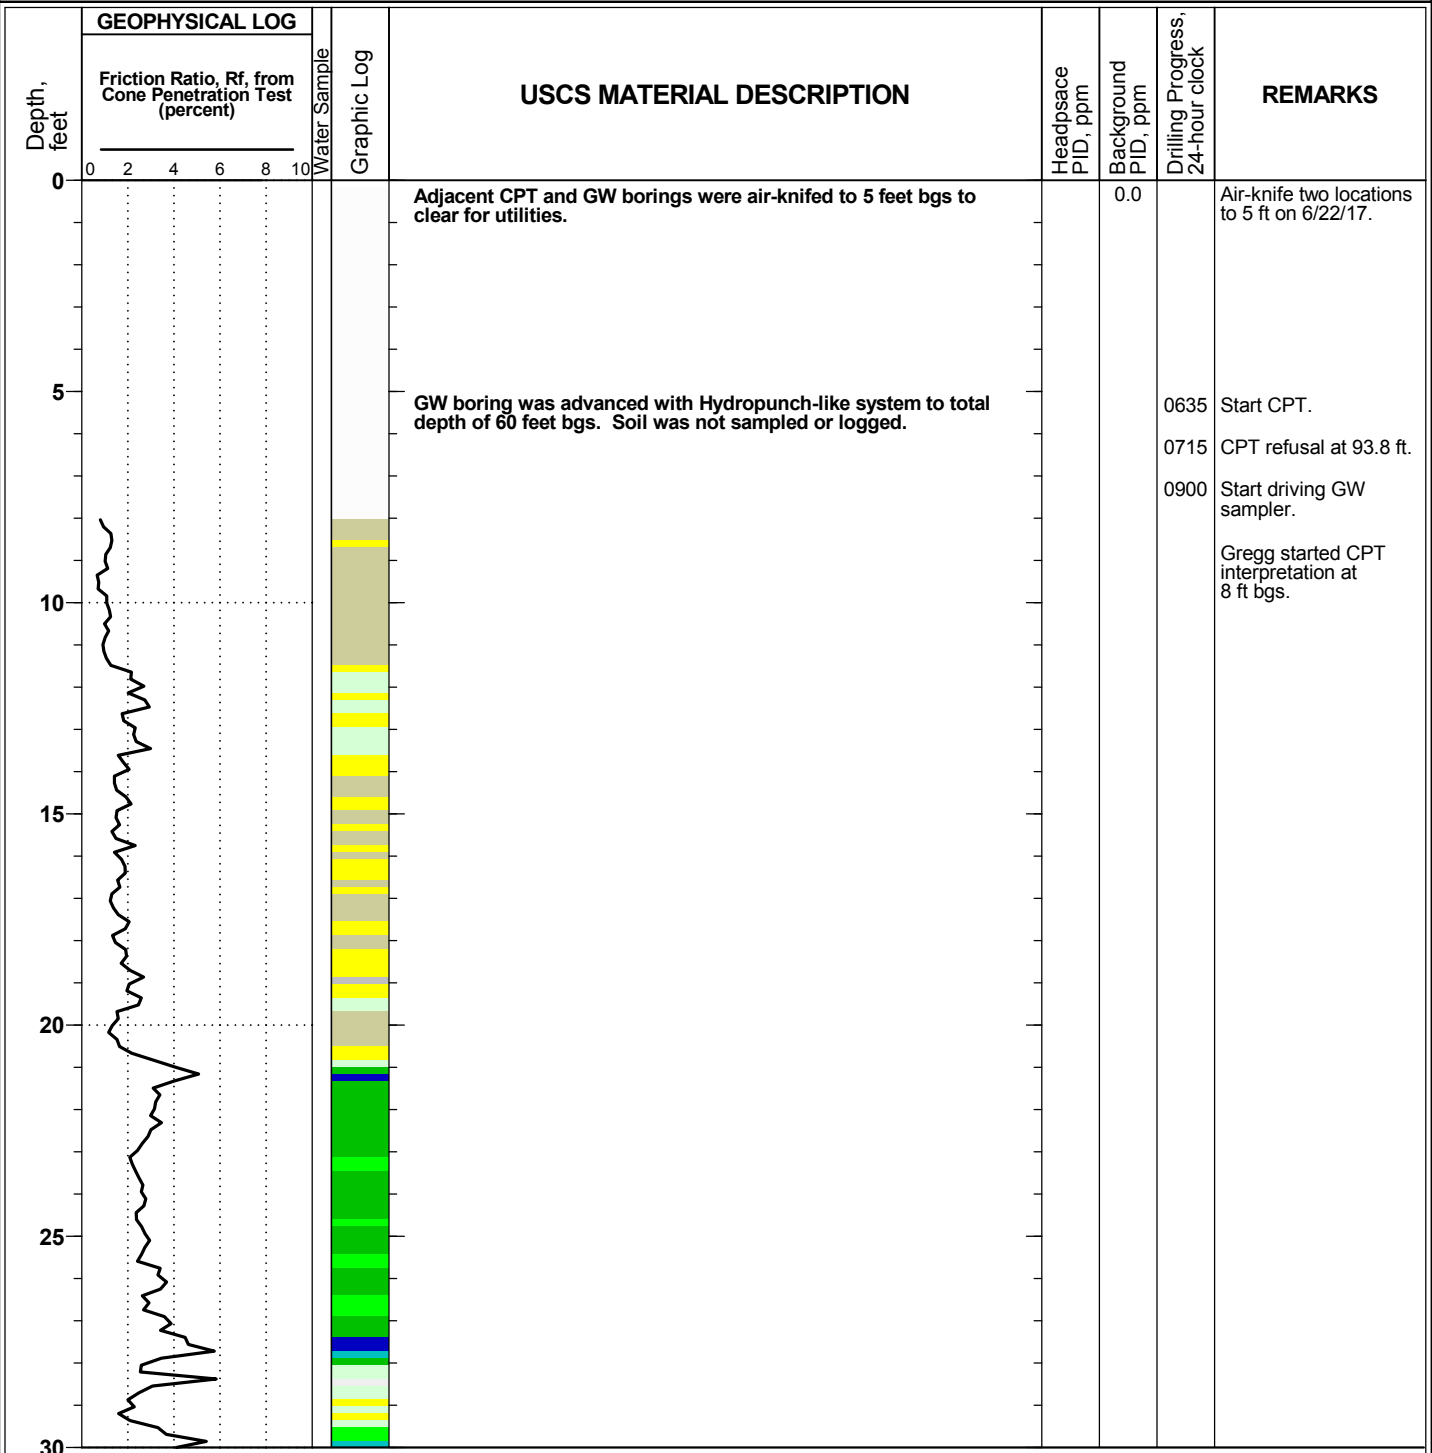 GEOPHYSICAL LOG
Depth,
feet
Friction Ratio, Rf, from
Cone Penetration Test
(percent)
0 2 4 6 8 10
Water Sample
Graphic Log
USCS MATERIAL DESCRIPTION
Headpsace
PID, ppm
Background
PID, ppm
Drilling Progress,
24-hour clock
REMARKS
0
Adjacent CPT and GW borings were air-knifed to 5 feet bgs to
clear for utilities.
0.0
Air-knife two locations
to 5 ft on 6/22/17.
5
GW boring was advanced with Hydropunch-like system to total
depth of 60 feet bgs.  Soil was not sampled or logged.
0635 Start CPT.
0715 CPT refusal at 93.8 ft.
0900 Start driving GW
sampler.
Gregg started CPT
interpretation at
8 ft bgs.
10
15
20
25
30